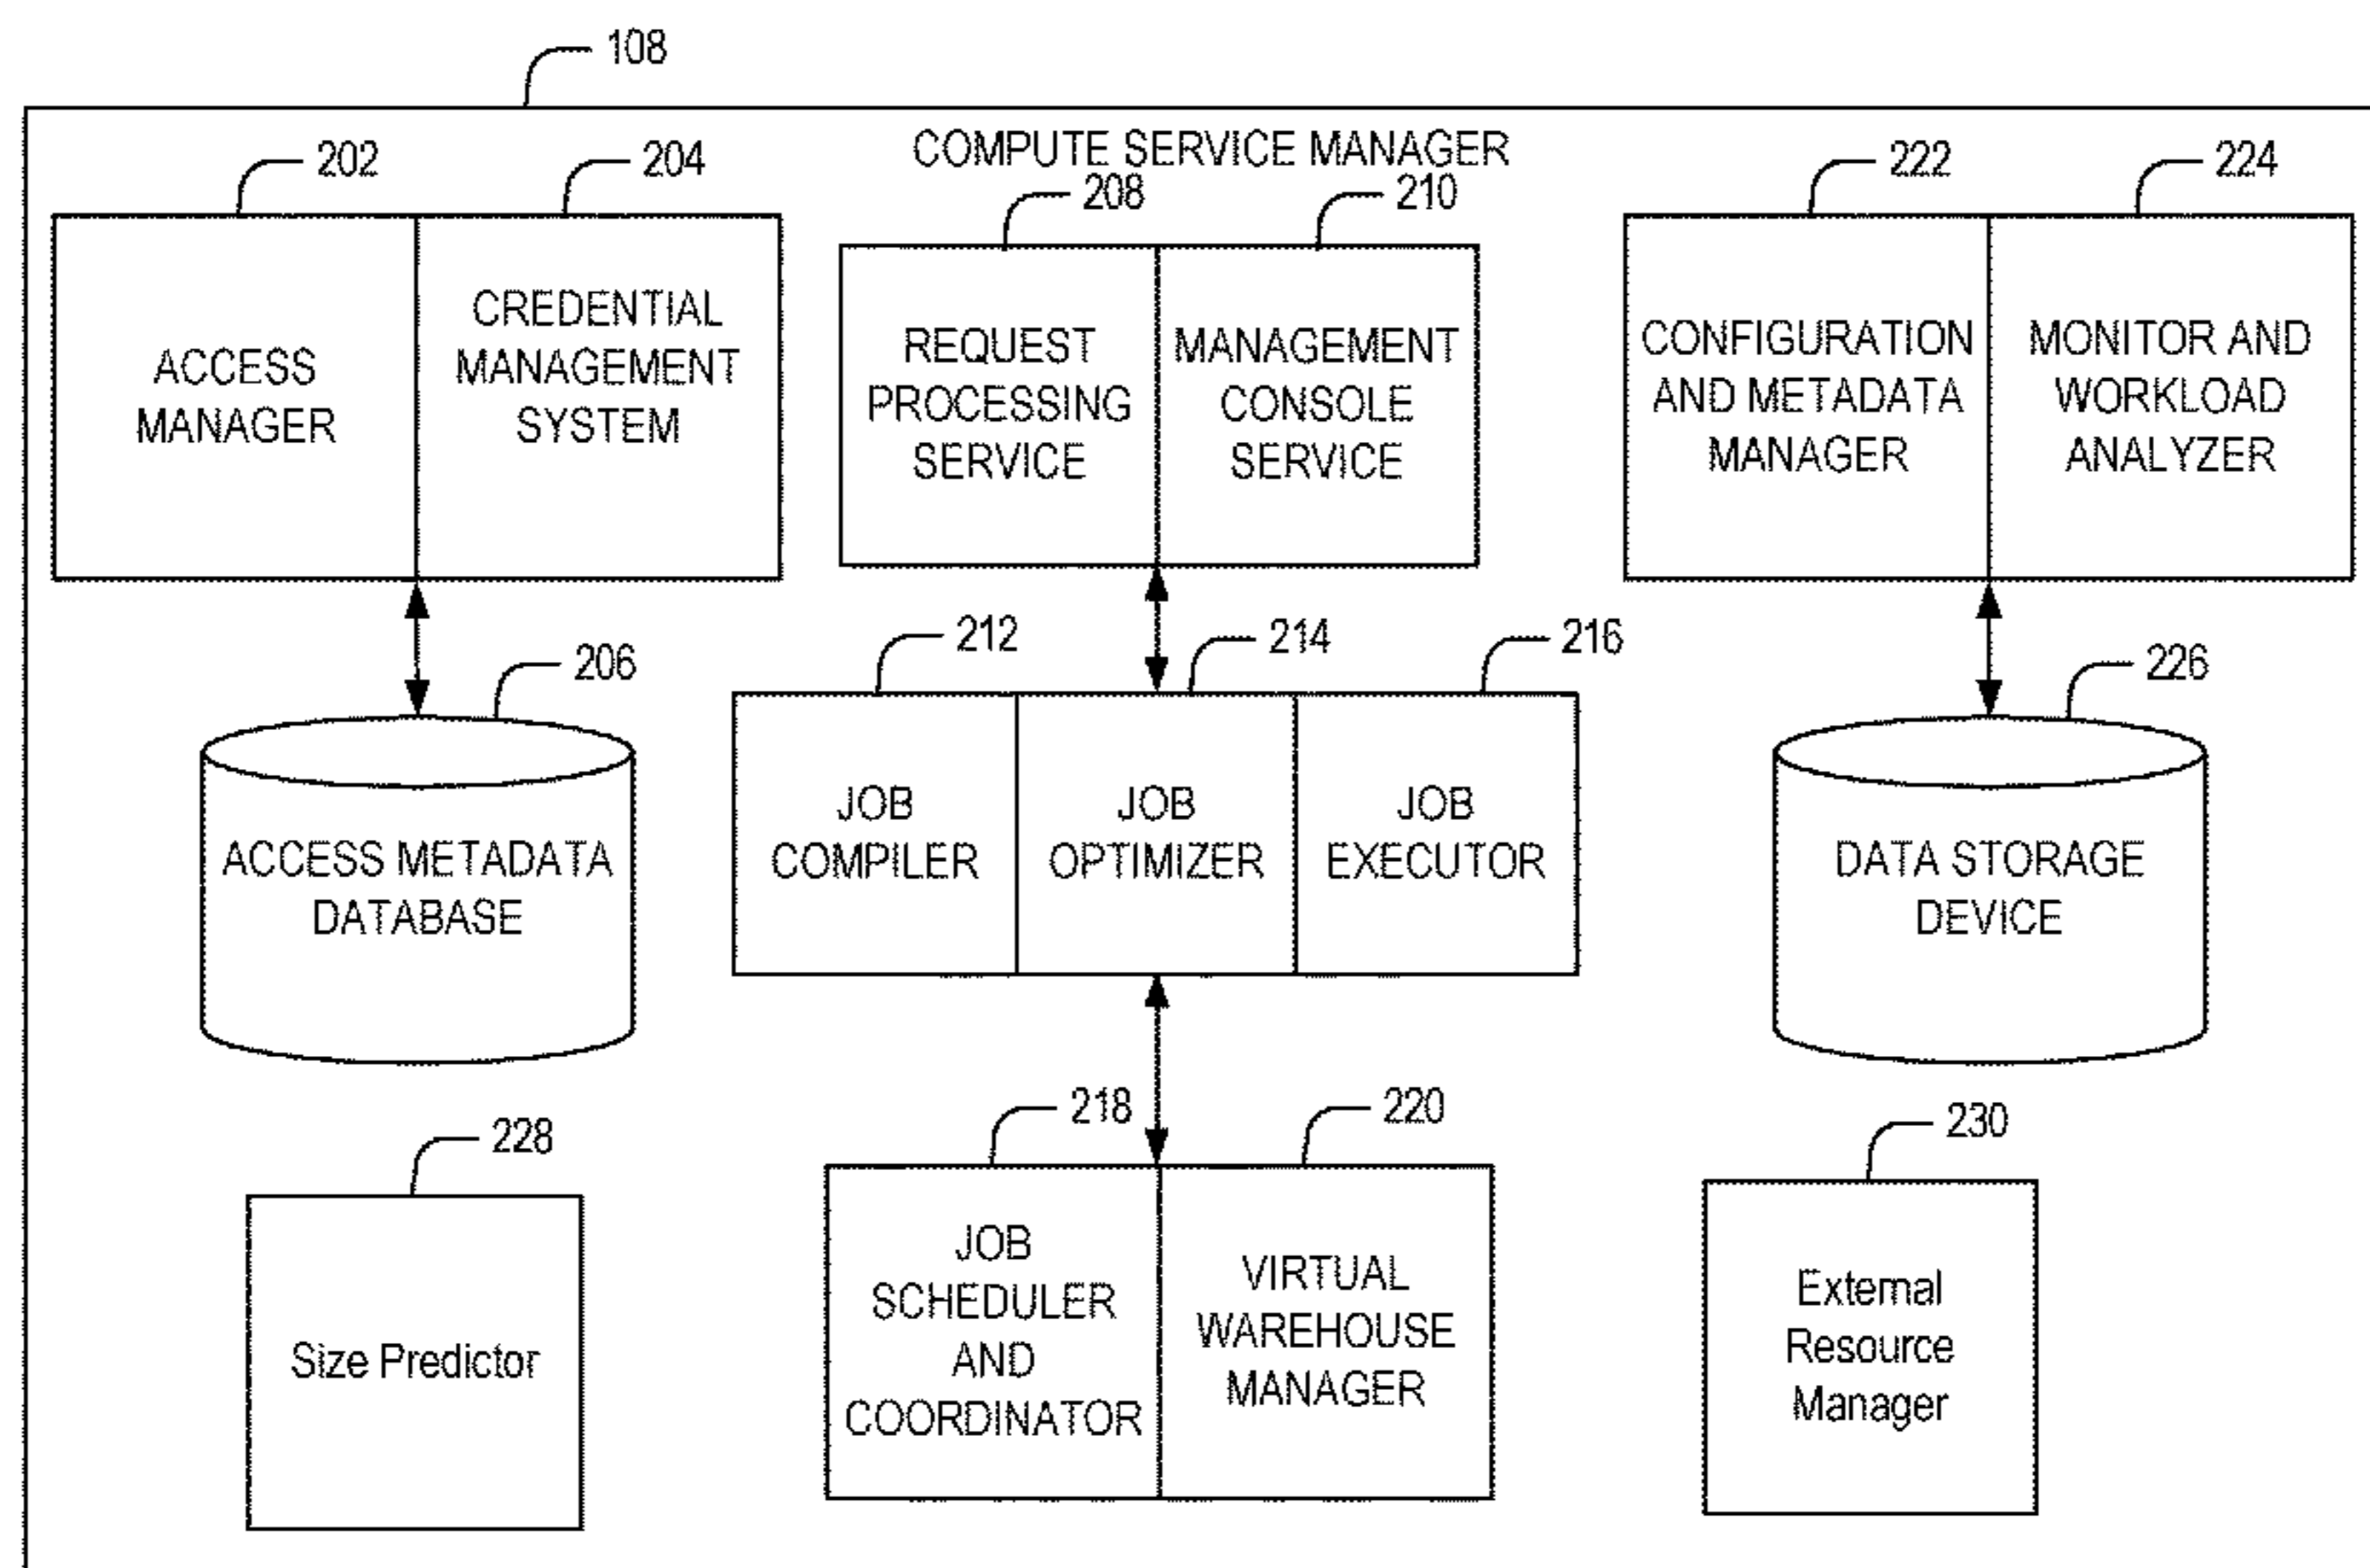 108
COMPUTE SERVICE MANAGER
202
204
208
210
222
224
ACCESS
MANAGER
CREDENTIAL
MANAGEMENT
SYSTEM
REQUEST
PROCESSING
SERVICE
MANAGEMENT
CONSOLE
SERVICE
CONFIGURATION
AND METADATA
MANAGER
MONITOR AND
WORKLOAD
ANALYZER
206
212
214
216
226
ACCESS METADATA
DATABASE
JOB
COMPILER
JOB
OPTIMIZER
JOB
EXECUTOR
DATA STORAGE
DEVICE
228
218
220
230
Size Predictor
JOB
SCHEDULER
AND
COORDINATOR
VIRTUAL
WAREHOUSE
MANAGER
External
Resource
Manager